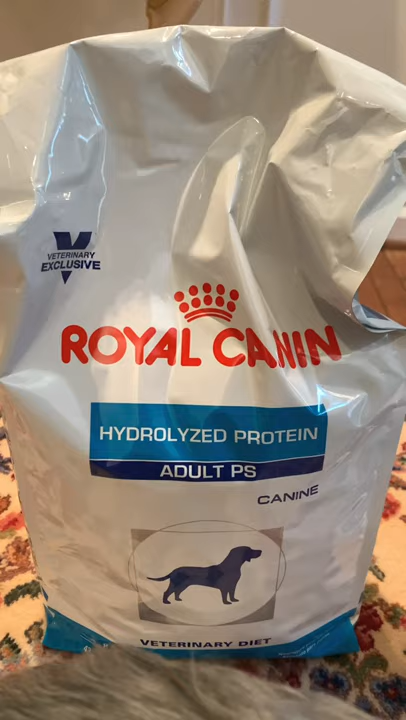 VETERINARY
EXCLUSIVE
ROYAL CANIN
HYDROLYZED PROTEIN
ADULT PS
CANINE
VETERINARY DIET